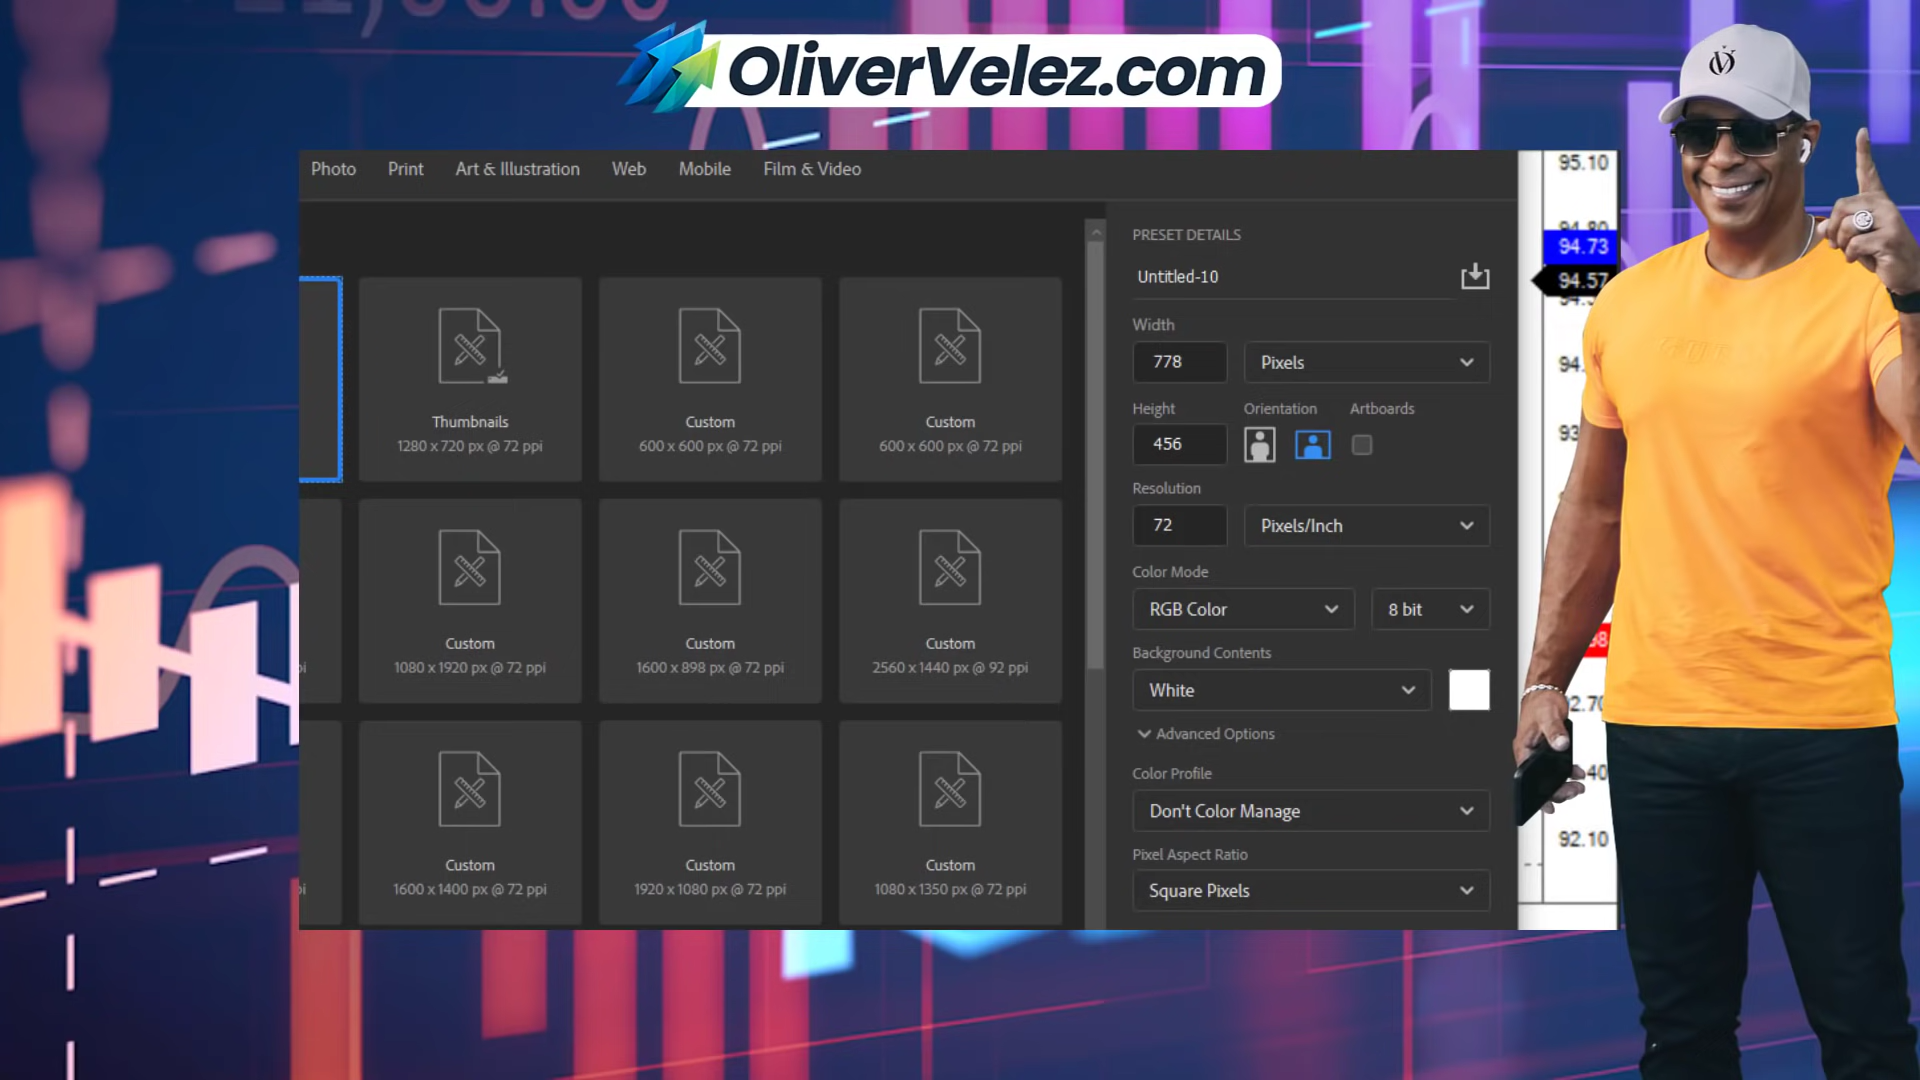 OliverVelez.com
Photo Print Art & Illustration Web Mobile Film & Video
PRESET DETAILS
Untitled-10
Width
778 Pixels
Height Orientation Artboards
456
Resolution
72 Pixels/Inch
Color Mode
RGB Color 8 bit
Background Contents
White
Advanced Options
Color Profile
Don't Color Manage
Pixel Aspect Ratio
Square Pixels
Thumbnails
1280 x 720 px @ 72 ppi
Custom
600 x 600 px @ 72 ppi
Custom
600 x 600 px @ 72 ppi
Custom
1080 x 1920 px @ 72 ppi
Custom
1600 x 898 px @ 72 ppi
Custom
2560 x 1440 px @ 92 ppi
Custom
1600 x 1400 px @ 72 ppi
Custom
1920 x 1080 px @ 72 ppi
Custom
1080 x 1350 px @ 72 ppi
95.10
94.80
94.73
94.57
92.10